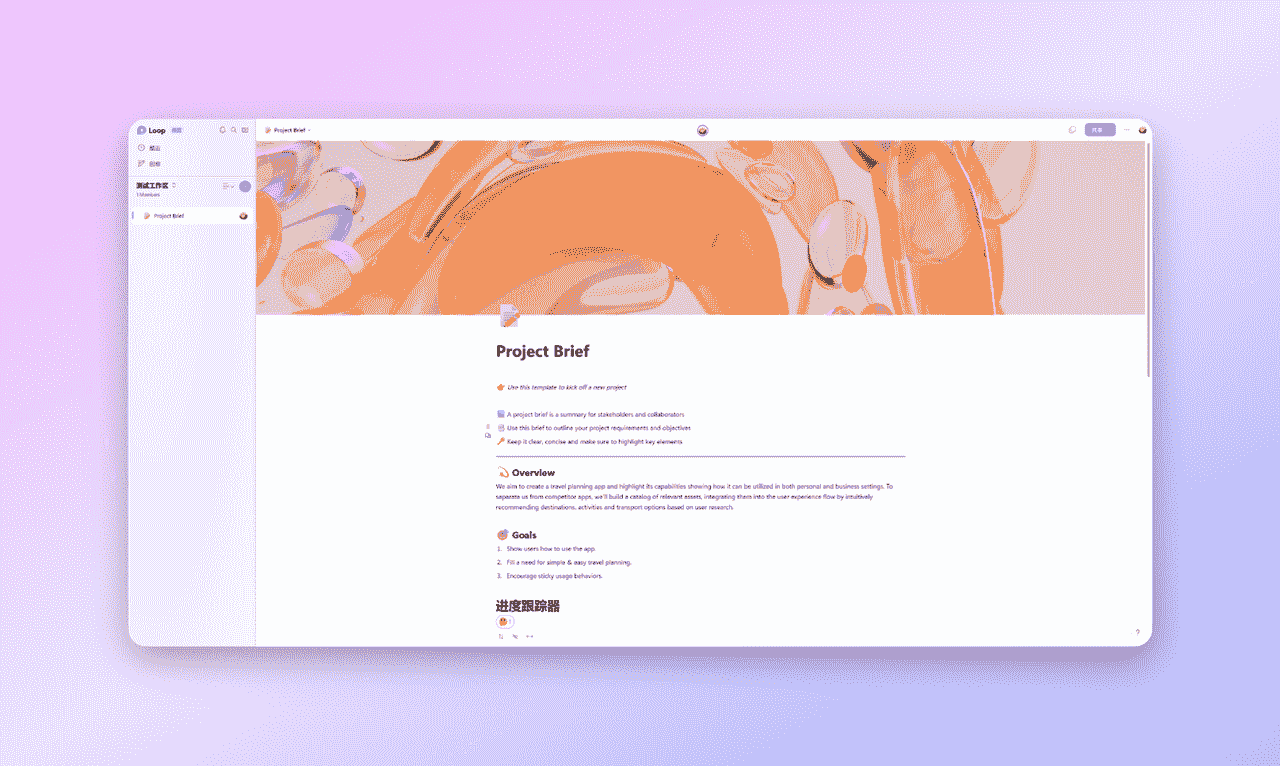 Loop
Project Brief
共享
测试工作区
1 Members
Project Brief
Project Brief
Use this template to kick off a new project
A project brief is a summary for stakeholders and collaborators
Use this brief to outline your project requirements and objectives
Keep it clear, concise and make sure to highlight key elements
Overview
We aim to create a travel planning app and highlight its capabilities showing how it can be utilized in both personal and business settings. To
separate us from competitor apps, we'll build a catalog of relevant assets, integrating them into the user experience flow by intuitively
recommending destinations, activities and transport options based on user research.
Goals
1. Show users how to use the app.
2. Fill a need for simple & easy travel planning.
3. Encourage sticky usage behaviors.
进度跟踪器
?